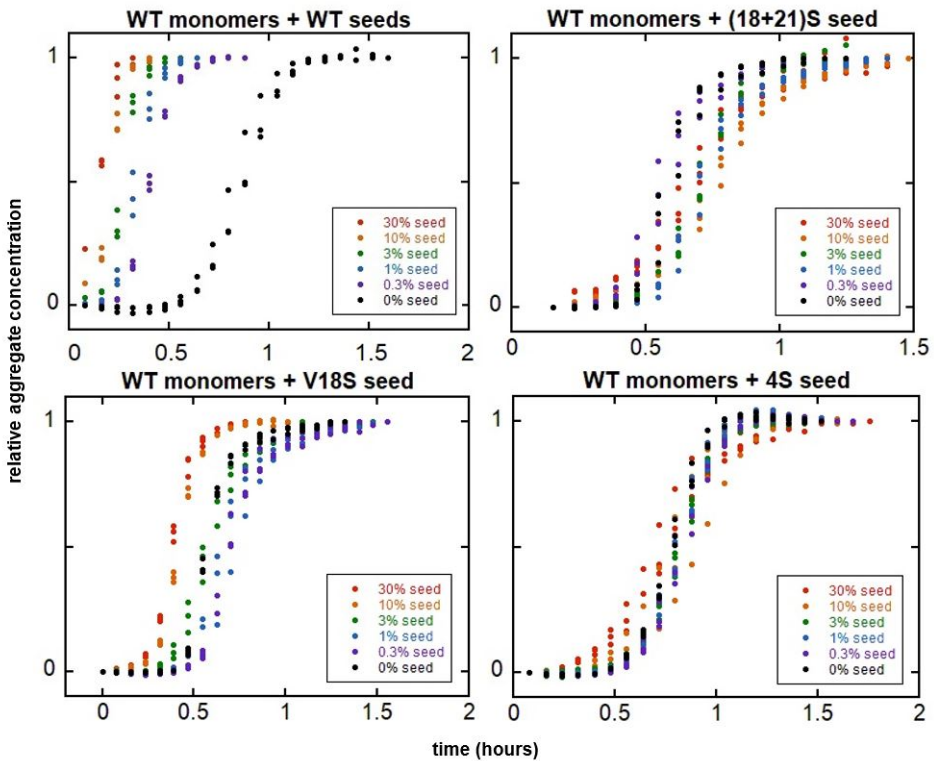 WT monomers + WT seeds
1
0
0.5
1
1.5
2
30% seed
10% seed
3% seed
1% seed
0.3% seed
0% seed
WT monomers + (18+21)S seed
1
0
0
0.5
1
1.5
30% seed
10% seed
3% seed
1% seed
0.3% seed
0% seed
WT monomers + V18S seed
1
0
0
0.5
1
1.5
2
30% seed
10% seed
3% seed
1% seed
0.3% seed
0% seed
WT monomers + 4S seed
1
0
0
0.5
1
1.5
2
30% seed
10% seed
3% seed
1% seed
0.3% seed
0% seed
relative aggregate concentration
time (hours)